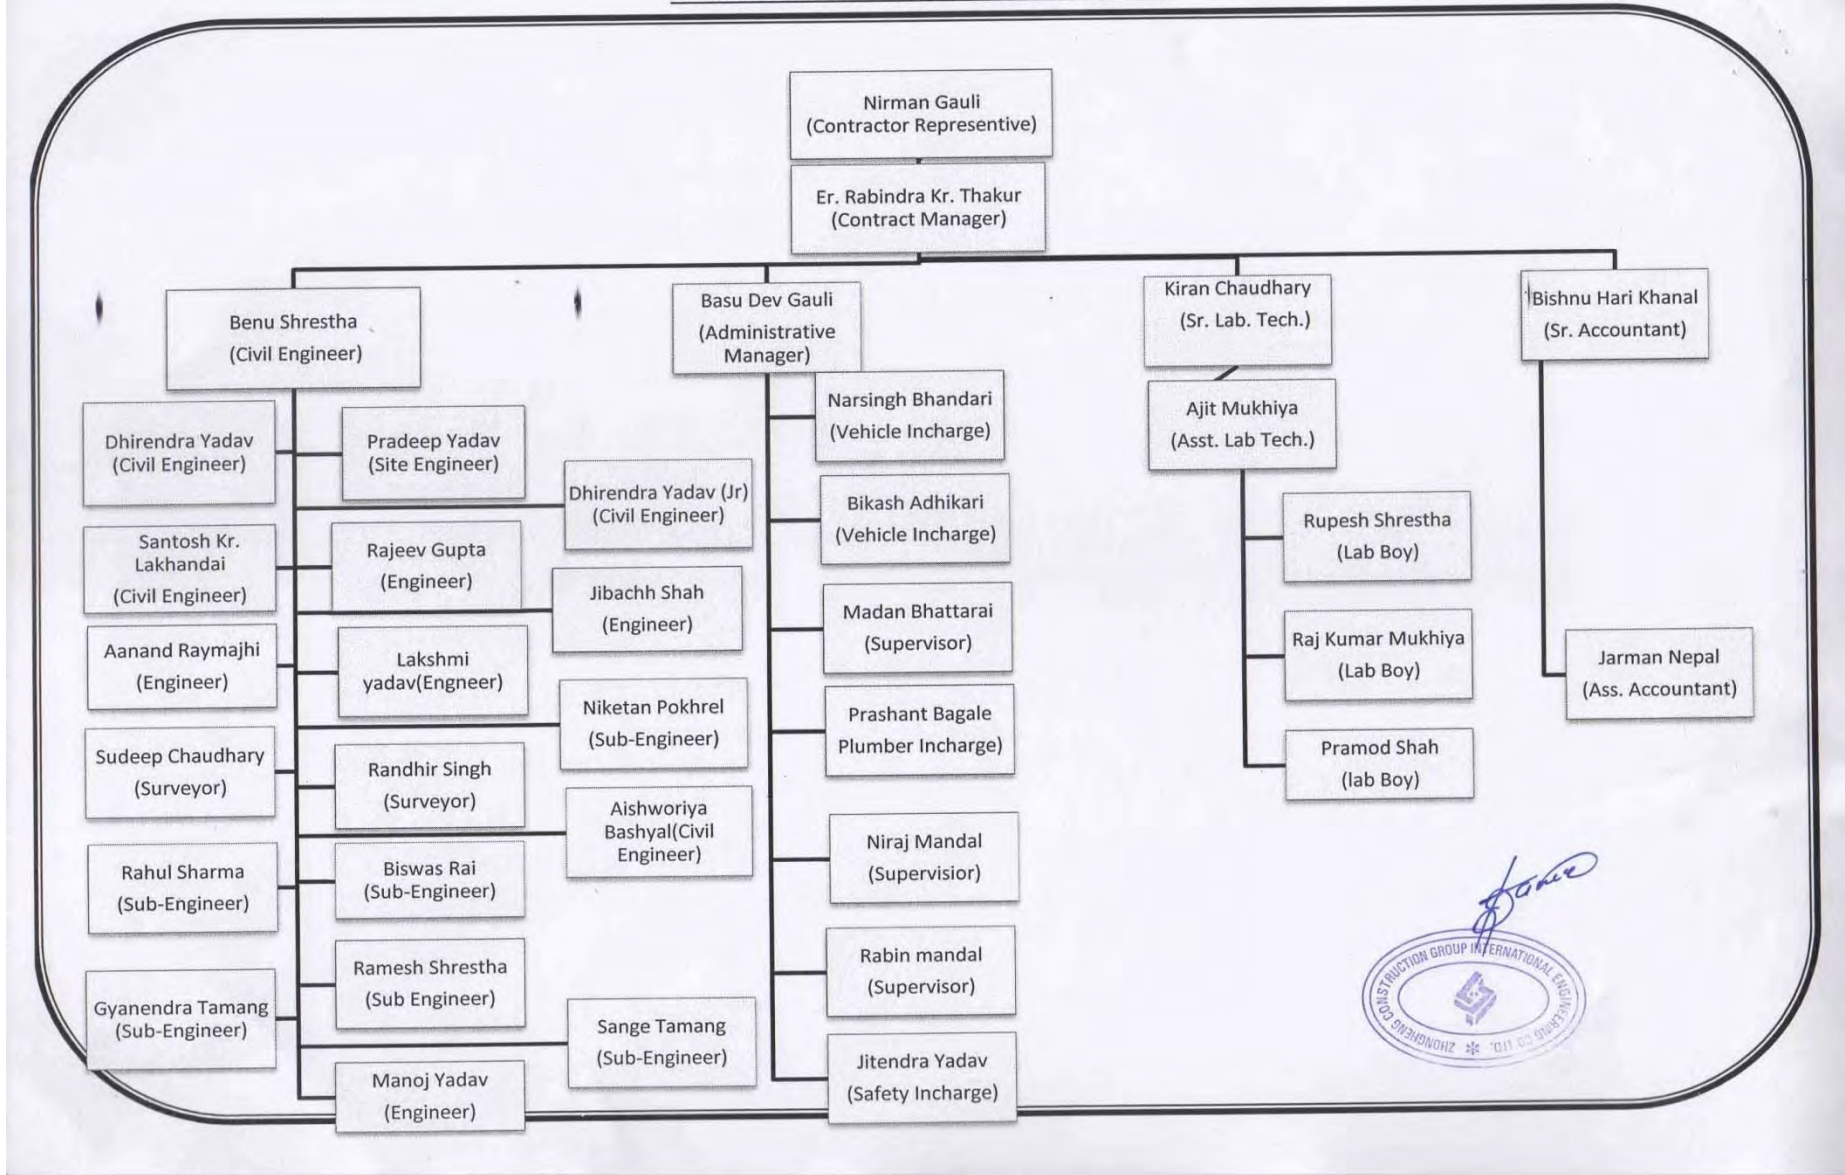 Nirman Gauli
(Contractor Representive)
Er. Rabindra Kr. Thakur
(Contract Manager)
Benu Shrestha
(Civil Engineer)
Basu Dev Gauli
(Administrative
Manager)
Kiran Chaudhary
(Sr. Lab. Tech.)
Bishnu Hari Khanal
(Sr. Accountant)
Dhirendra Yadav
(Civil Engineer)
Pradeep Yadav
(Site Engineer)
Dhirendra Yadav (Jr)
(Civil Engineer)
Santosh Kr.
Lakhandai
(Civil Engineer)
Rajeev Gupta
(Engineer)
Jibachh Shah
(Engineer)
Aanand Raymajhi
(Engineer)
Lakshmi
yadav(Engneer)
Niketan Pokhrel
(Sub-Engineer)
Sudeep Chaudhary
(Surveyor)
Randhir Singh
(Surveyor)
Aishworiya
Bashyal(Civil
Engineer)
Rahul Sharma
(Sub-Engineer)
Biswas Rai
(Sub-Engineer)
Ramesh Shrestha
(Sub Engineer)
Gyanendra Tamang
(Sub-Engineer)
Sange Tamang
(Sub-Engineer)
Manoj Yadav
(Engineer)
Narsingh Bhandari
(Vehicle Incharge)
Bikash Adhikari
(Vehicle Incharge)
Madan Bhattarai
(Supervisor)
Prashant Bagale
Plumber Incharge)
Niraj Mandal
(Supervisior)
Rabin mandal
(Supervisor)
Jitendra Yadav
(Safety Incharge)
Ajit Mukhiya
(Asst. Lab Tech.)
Rupesh Shrestha
(Lab Boy)
Raj Kumar Mukhiya
(Lab Boy)
Pramod Shah
(lab Boy)
Jarman Nepal
(Ass. Accountant)
ZHONGHENG CONSTRUCTION GROUP INTERNATIONAL ENGINEERING CO. LTD.